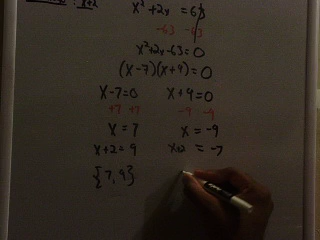 : x+2
x²+2x = 63
-63 -63
x²+2x-63=0
(x-7)(x+9)=0
x-7=0 x+9=0
+7 +7 -9 -9
x=7 x=-9
x+2=9 x+2=-7
{7,9}